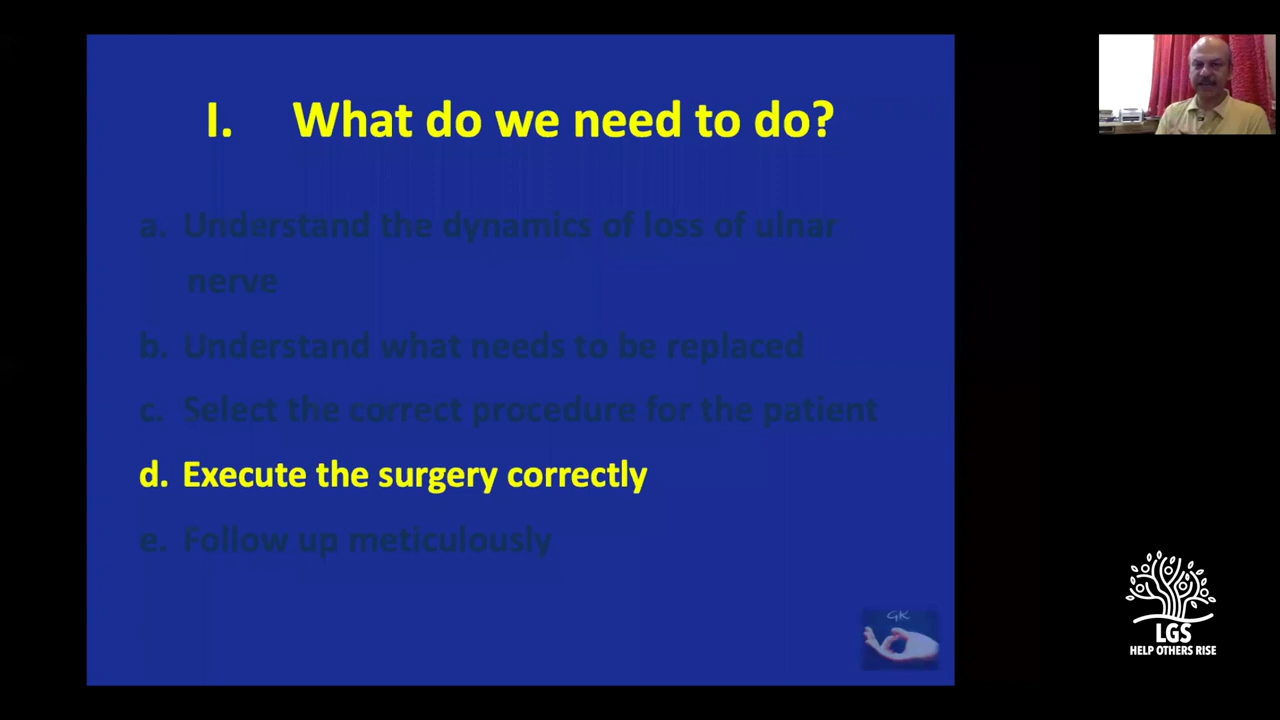 I. What do we need to do?
a. Understand the dynamics of loss of ulnar
nerve
b. Understand what needs to be replaced
c. Select the correct procedure for the patient
d. Execute the surgery correctly
e. Follow up meticulously
GK
LGS
HELP OTHERS RISE